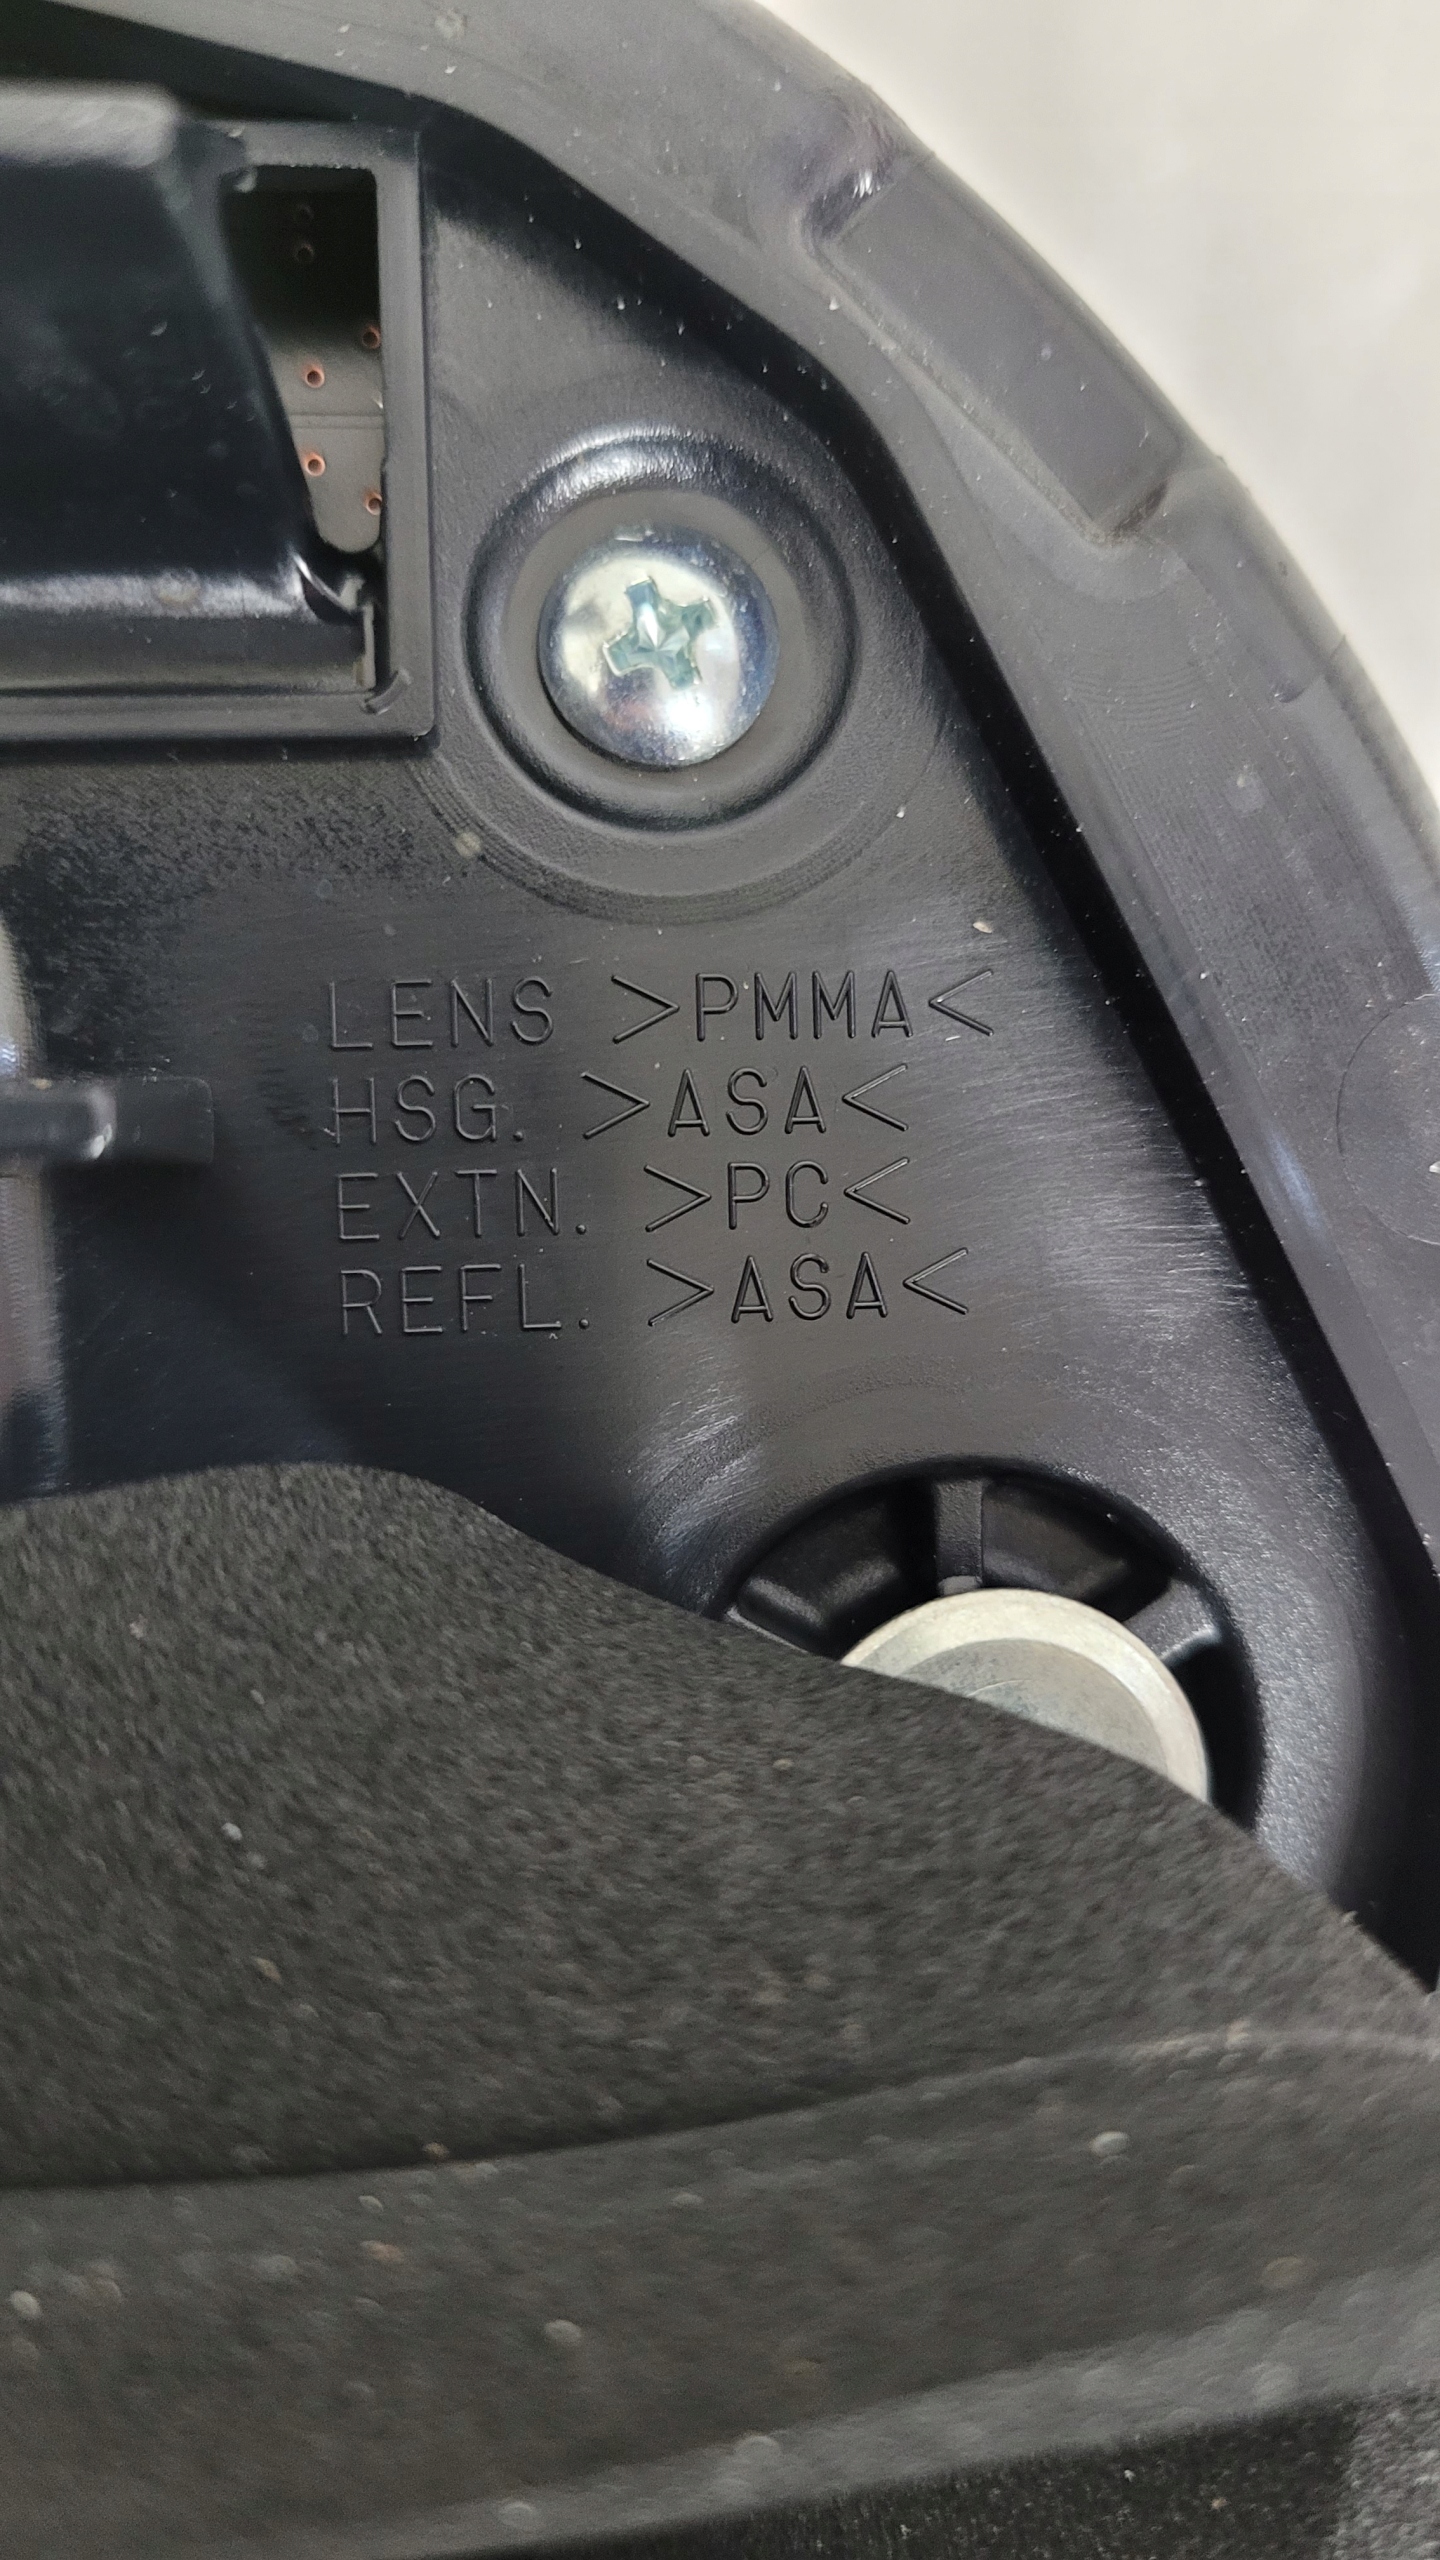 LENS >PMMA<
HSG. >ASA<
EXTN. >PC<
REFL. >ASA<